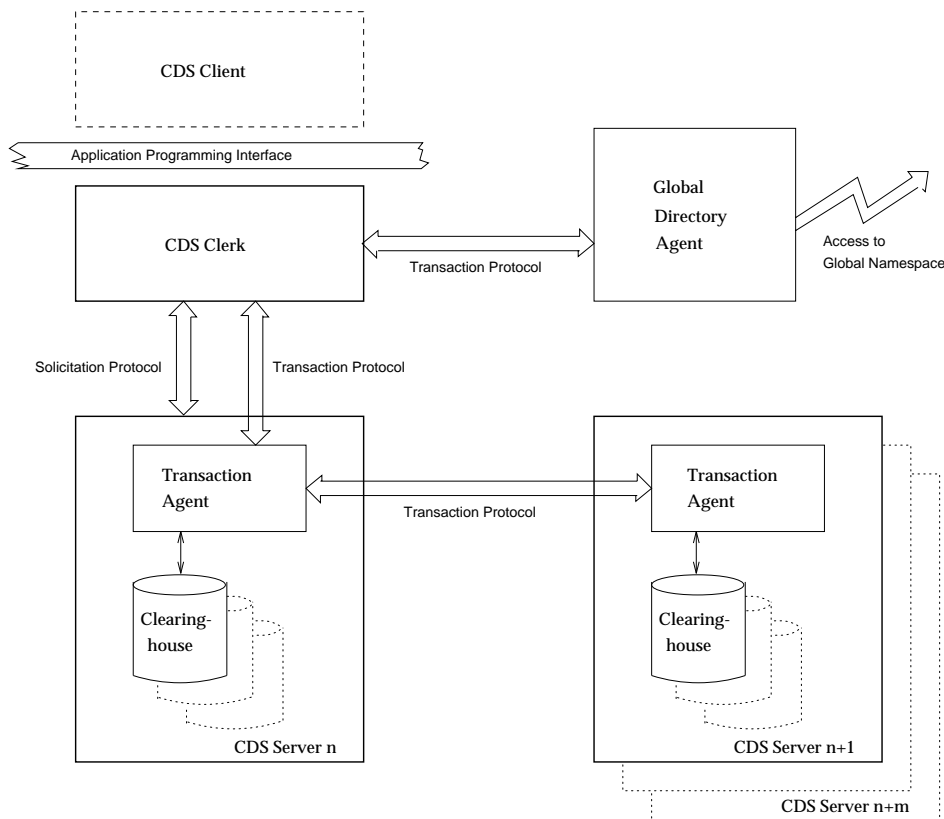 CDS Client
Application Programming Interface
CDS Clerk
Global
Directory
Agent
Transaction Protocol
Access to
Global Namespace
Solicitation Protocol
Transaction Protocol
Transaction
Agent
Transaction
Agent
Transaction Protocol
Clearing-
house
Clearing-
house
CDS Server n
CDS Server n+1
CDS Server n+m